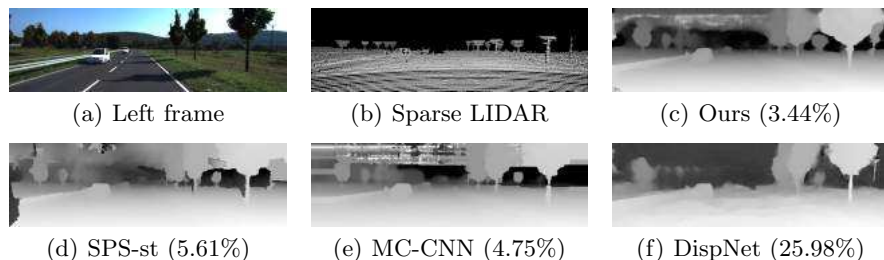 (a) Left frame
(b) Sparse LIDAR
(c) Ours (3.44%)
(d) SPS-st (5.61%)
(e) MC-CNN (4.75%)
(f) DispNet (25.98%)